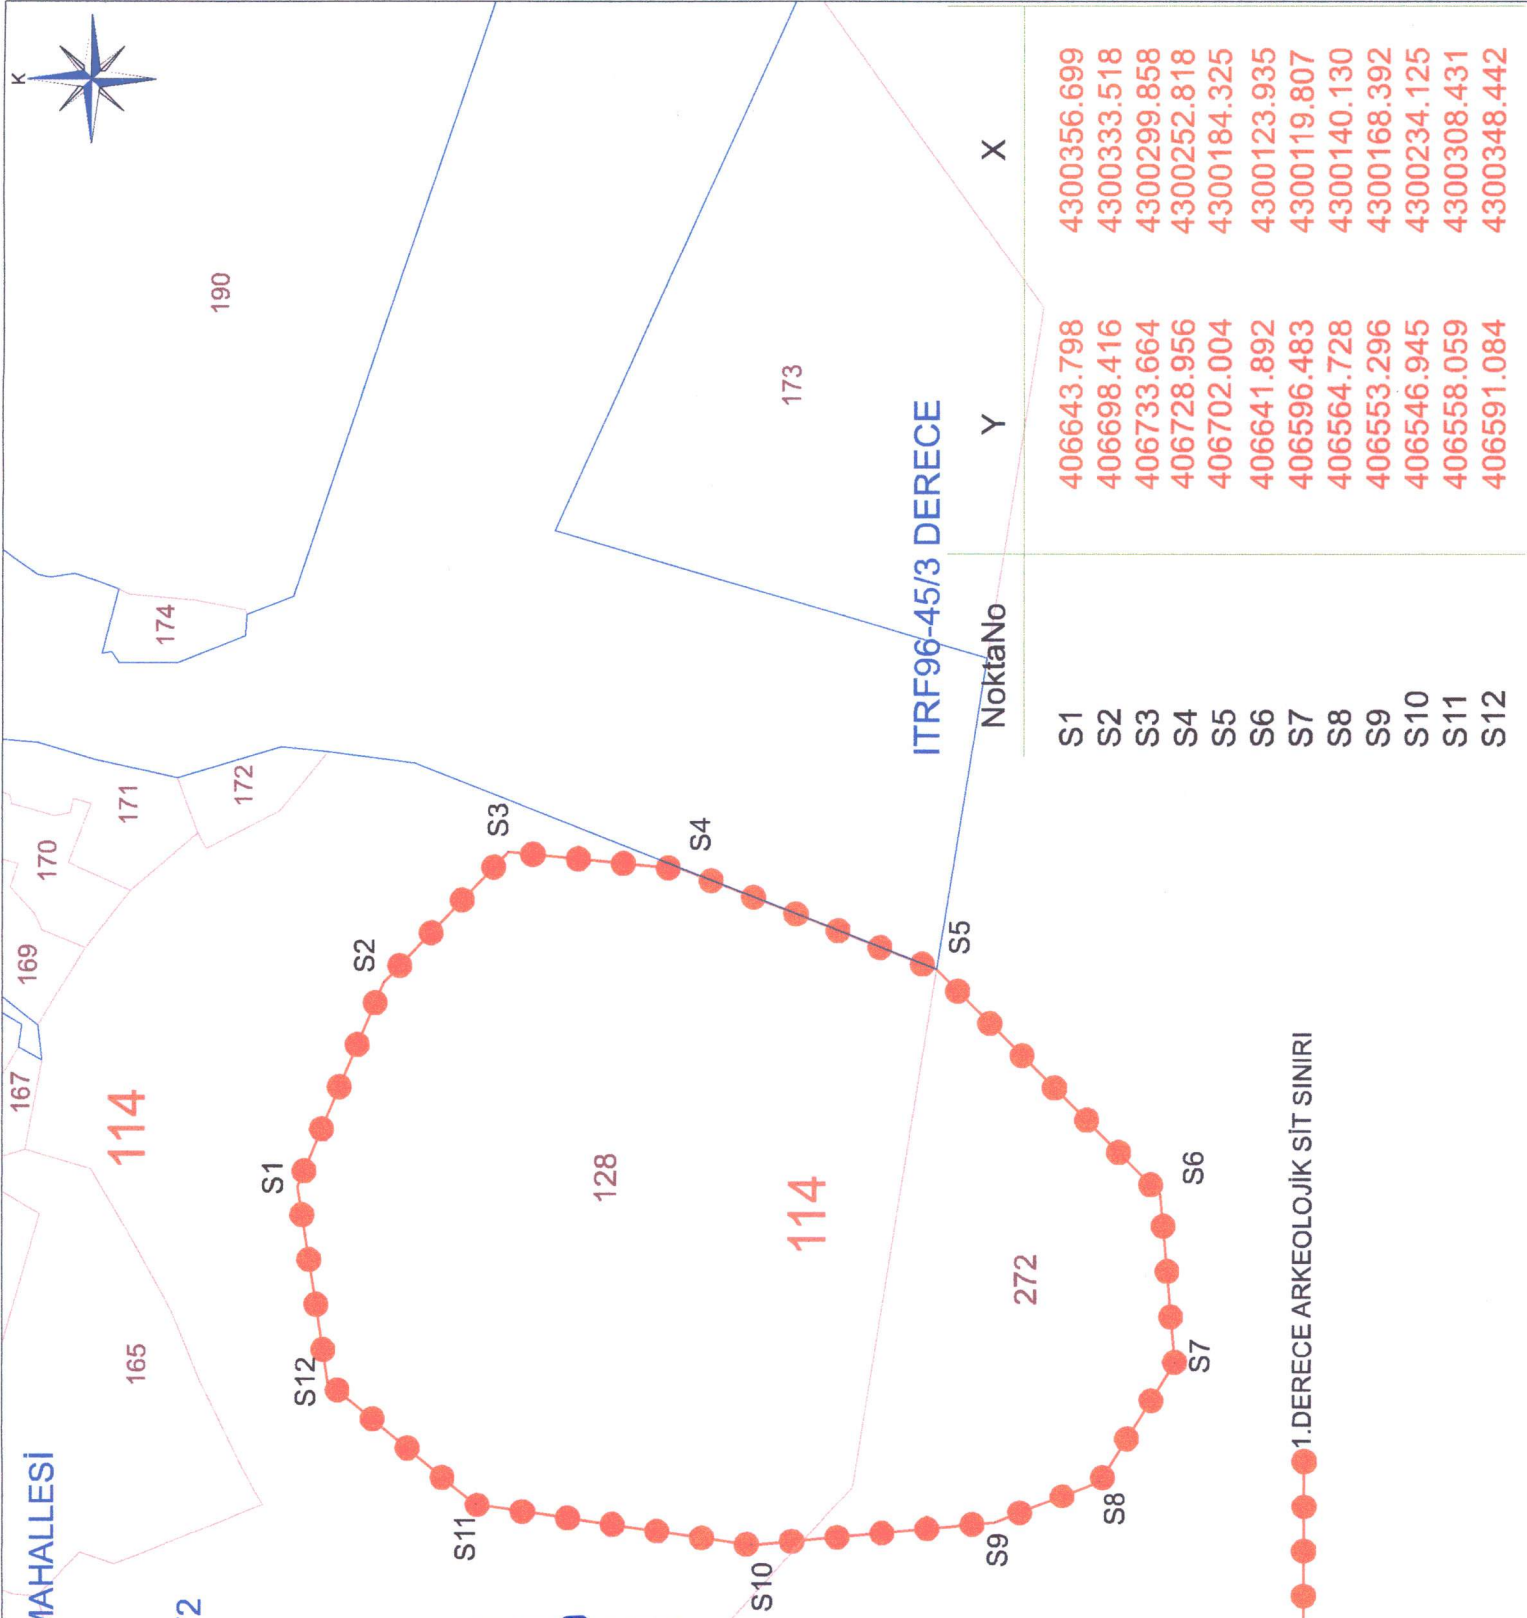 K
MAHALLESİ
190
174
173
172
171
170
169
167
165
114
S1
S2
S3
S4
S5
S6
S7
S8
S9
S10
S11
S12
128
114
272
ITRF96-45/3 DERECE
NoktaNo Y X
S1 406643.798 4300356.699
S2 406698.416 4300333.518
S3 406733.664 4300299.858
S4 406728.956 4300252.818
S5 406702.004 4300184.325
S6 406641.892 4300123.935
S7 406596.483 4300119.807
S8 406564.728 4300140.130
S9 406553.296 4300168.392
S10 406546.945 4300234.125
S11 406558.059 4300308.431
S12 406591.084 4300348.442
1.DERECE ARKEOLOJİK SİT SINIRI